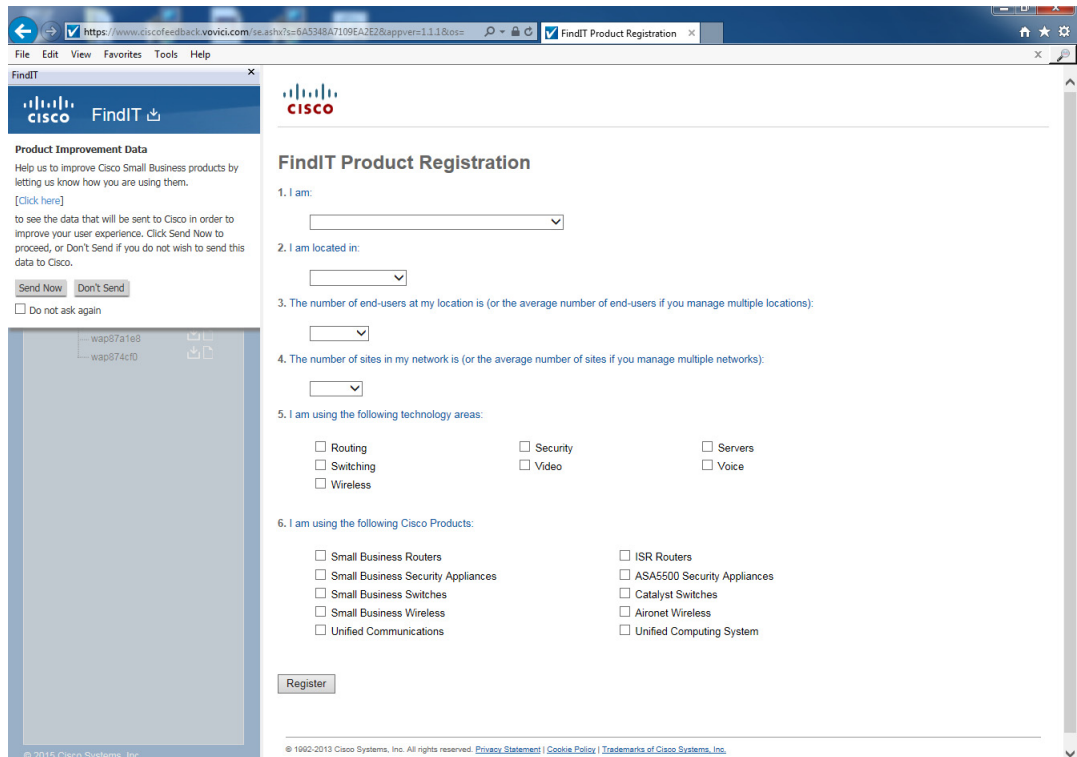 https://www.ciscofeedback.vovici.com/se.ashx?s=6A5348A7109EA2E2&appver=1.1.1&os=
FindIT Product Registration
File Edit View Favorites Tools Help
FindIT
CISCO FindIT
Product Improvement Data
Help us to improve Cisco Small Business products by
letting us know how you are using them.
[Click here]
to see the data that will be sent to Cisco in order to
improve your user experience. Click Send Now to
proceed, or Don't Send if you do not wish to send this
data to Cisco.
Send Now Don't Send
Do not ask again
wap87a1e8
wap874cf0
© 2015 Cisco Systems, Inc.
CISCO
FindIT Product Registration
1. I am:
2. I am located in:
3. The number of end-users at my location is (or the average number of end-users if you manage multiple locations):
4. The number of sites in my network is (or the average number of sites if you manage multiple networks):
5. I am using the following technology areas:
Routing Security Servers
Switching Video Voice
Wireless
6. I am using the following Cisco Products:
Small Business Routers ISR Routers
Small Business Security Appliances ASA5500 Security Appliances
Small Business Switches Catalyst Switches
Small Business Wireless Aironet Wireless
Unified Communications Unified Computing System
Register
© 1992-2013 Cisco Systems, Inc. All rights reserved. Privacy Statement | Cookie Policy | Trademarks of Cisco Systems, Inc.